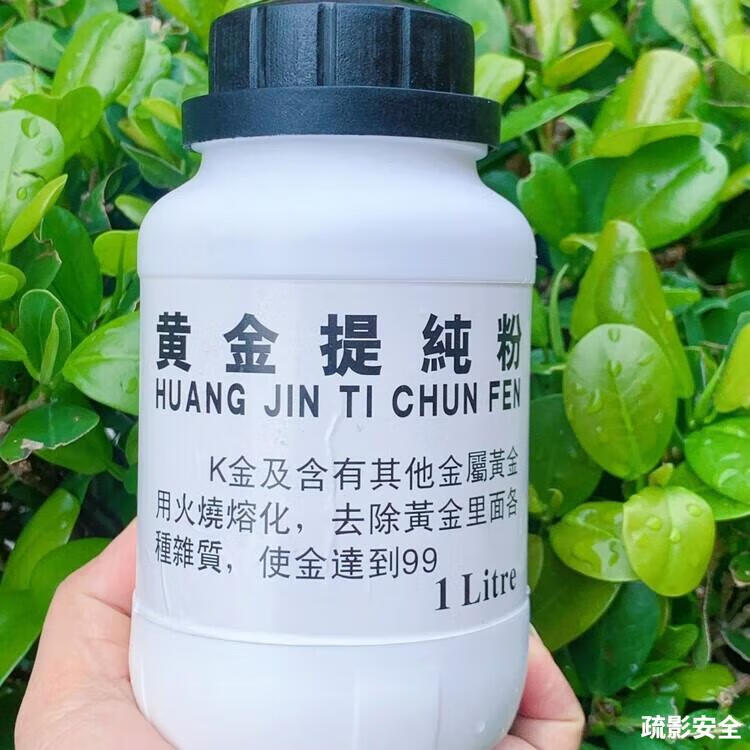 黄金提純粉
HUANG JIN TI CHUN FEN
K金及含有其他金屬黃金
用火燒熔化，去除黃金里面各
種雜質，使金達到99
1 Litre
疏影安全